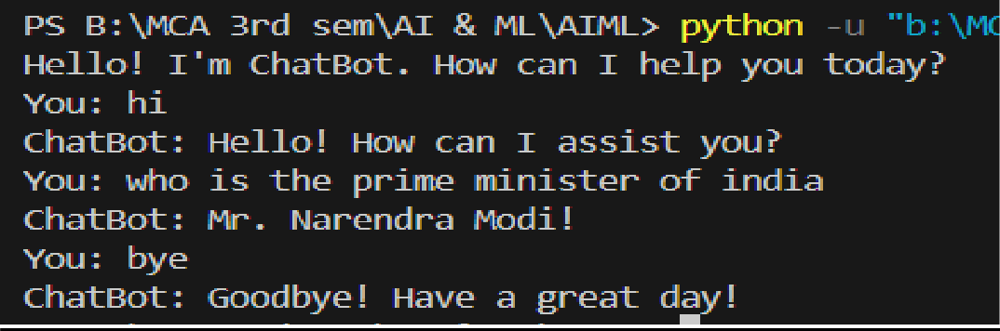 PS B:\MCA 3rd sem\AI & ML\AIML> python -u "b:\MC
Hello! I'm ChatBot. How can I help you today?
You: hi
ChatBot: Hello! How can I assist you?
You: who is the prime minister of india
ChatBot: Mr. Narendra Modi!
You: bye
ChatBot: Goodbye! Have a great day!